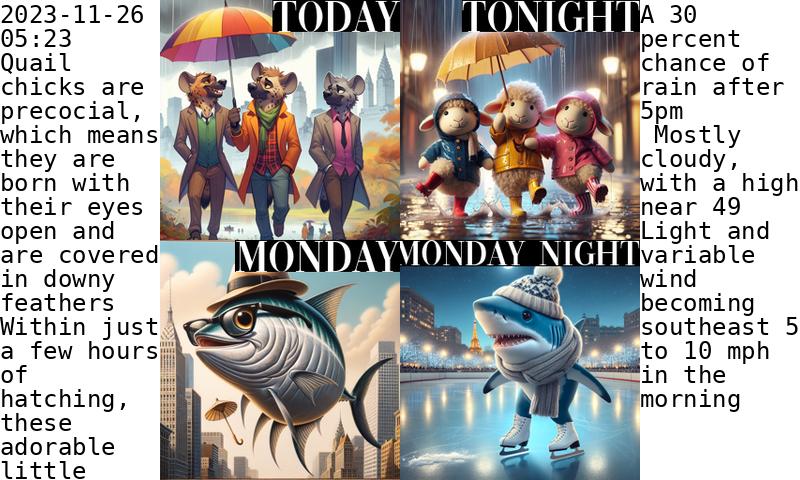 2023-11-26
05:23
Quail
chicks are
precocial,
which means
they are
born with
their eyes
open and
are covered
in downy
feathers
Within just
a few hours
of
hatching,
these
adorable
little
TODAY
TONIGHT
MONDAY
MONDAY NIGHT
A 30
percent
chance of
rain after
5pm
Mostly
cloudy,
with a high
near 49
Light and
variable
wind
becoming
southeast 5
to 10 mph
in the
morning